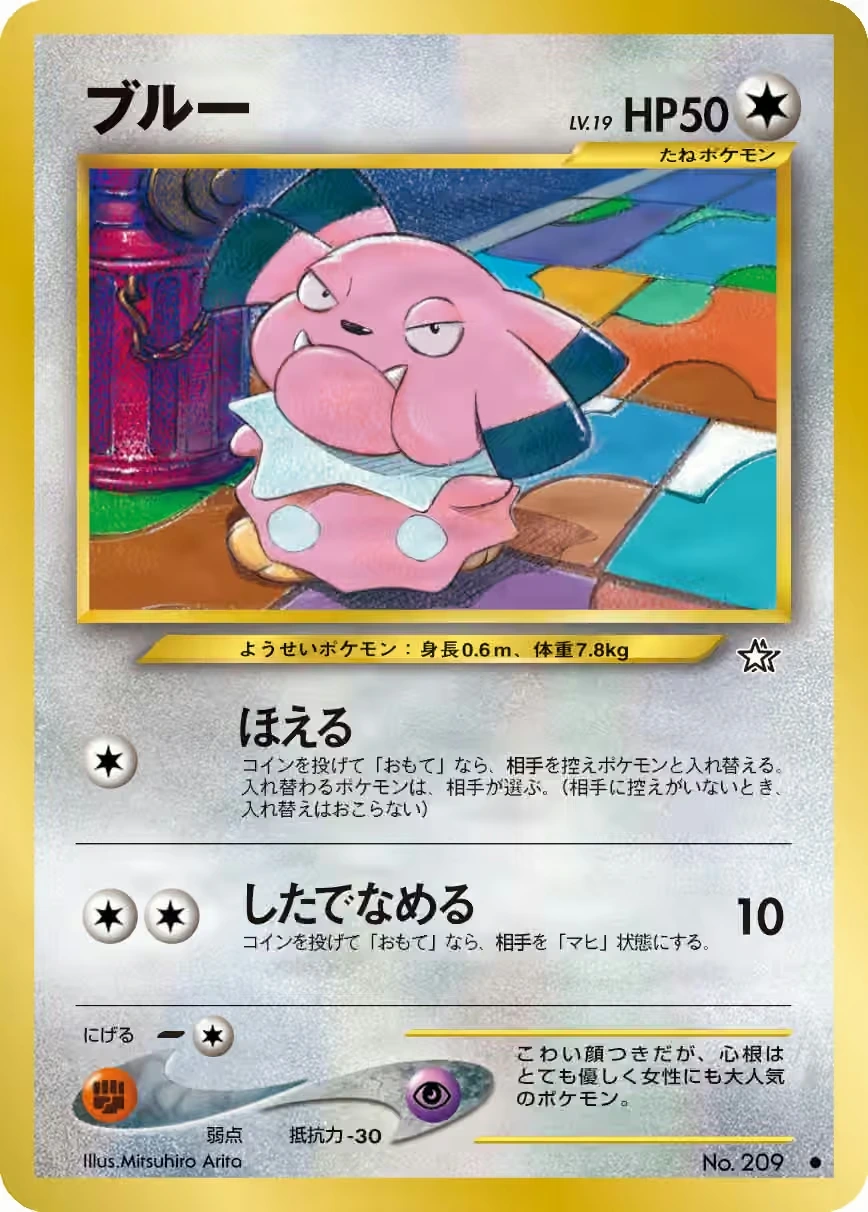 ブルー
LV.19 HP50
たねポケモン
ようせいポケモン：身長0.6m、体重7.8kg
ほえる
コインを投げて「おもて」なら、相手を控えポケモンと入れ替える。
入れ替わるポケモンは、相手が選ぶ。（相手に控えがいないとき、
入れ替えはおこらない）
したでなめる 10
コインを投げて「おもて」なら、相手を「マヒ」状態にする。
にげる
弱点 抵抗力-30
こわい顔つきだが、心根は
とても優しく女性にも大人気
のポケモン。
Illus.Mitsuhiro Arita
No. 209